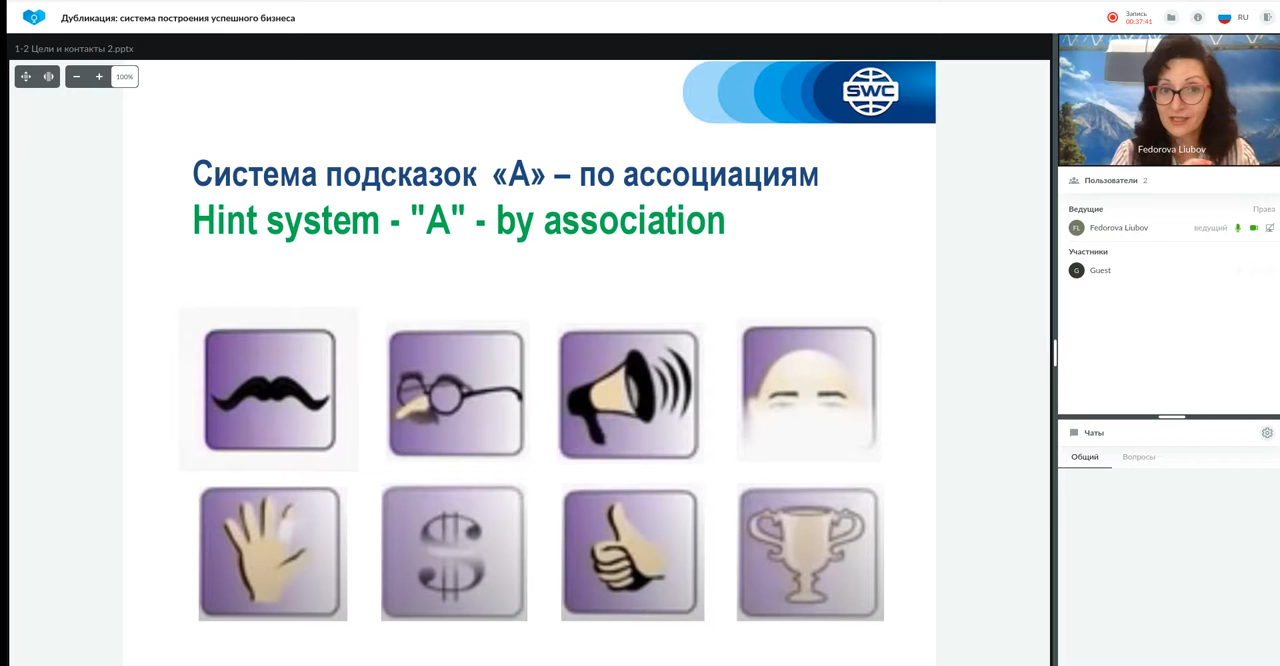 Дубликация: система построения успешного бизнеса
Запись
00:37:41
RU
1-2 Цели и контакты 2.pptx
100%
SWC
Система подсказок «А» – по ассоциациям
Hint system - "A" - by association
$
Fedorova Liubov
Пользователи 2
Ведущие Права
FL Fedorova Liubov ведущий
Участники
G Guest
Чаты
Общий Вопросы